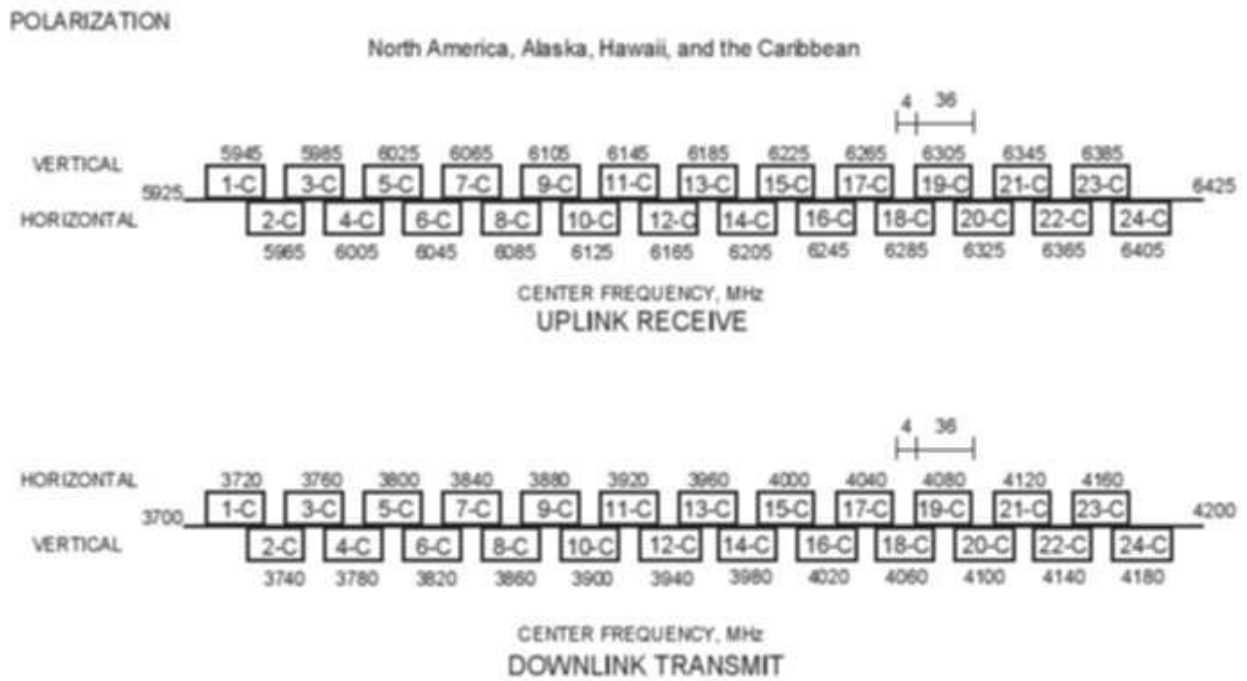 POLARIZATION
North America, Alaska, Hawaii, and the Caribbean
4 36
5945 5985 6025 6065 6105 6145 6185 6225 6265 6305 6345 6385
VERTICAL 1-C 3-C 5-C 7-C 9-C 11-C 13-C 15-C 17-C 19-C 21-C 23-C
5925 6425
HORIZONTAL 2-C 4-C 6-C 8-C 10-C 12-C 14-C 16-C 18-C 20-C 22-C 24-C
5965 6005 6045 6085 6125 6165 6205 6245 6285 6325 6365 6405
CENTER FREQUENCY, MHz
UPLINK RECEIVE
4 36
HORIZONTAL 3720 3760 3800 3840 3880 3920 3960 4000 4040 4080 4120 4160
1-C 3-C 5-C 7-C 9-C 11-C 13-C 15-C 17-C 19-C 21-C 23-C
3700 4200
VERTICAL 2-C 4-C 6-C 8-C 10-C 12-C 14-C 16-C 18-C 20-C 22-C 24-C
3740 3780 3820 3860 3900 3940 3980 4020 4060 4100 4140 4180
CENTER FREQUENCY, MHz
DOWNLINK TRANSMIT